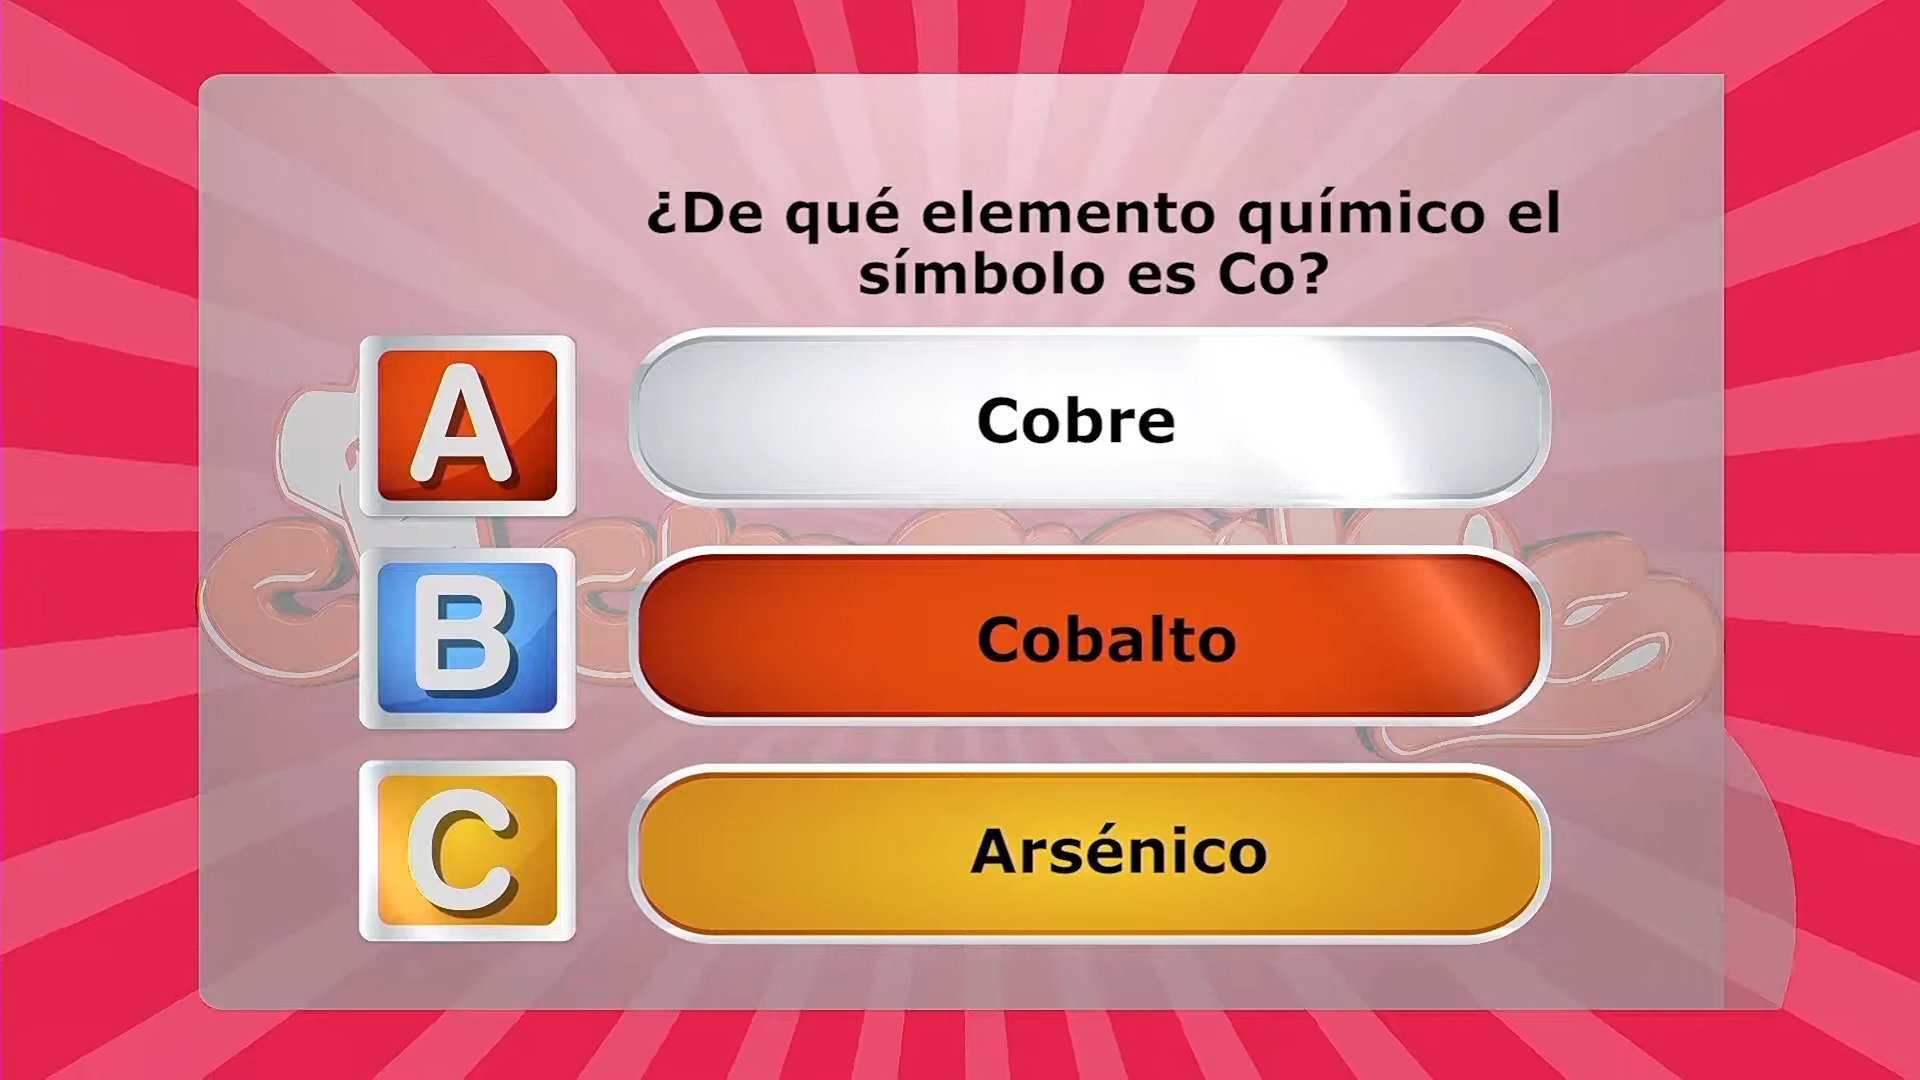 ¿De qué elemento químico el
símbolo es Co?
A
Cobre
B
Cobalto
C
Arsénico